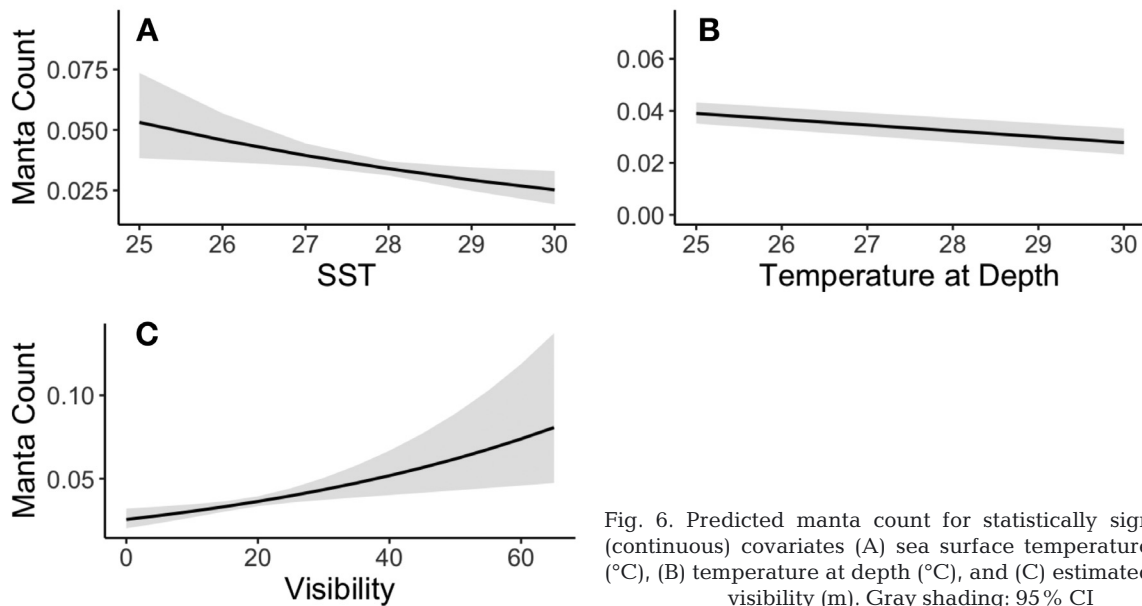 A
B
Manta Count
0.075
0.050
0.025
25 26 27 28 29 30
SST
0.06
0.04
0.02
0.00
25 26 27 28 29 30
Temperature at Depth
C
Manta Count
0.10
0.05
0 20 40 60
Visibility
Fig. 6. Predicted manta count for statistically sign
(continuous) covariates (A) sea surface temperature
(°C), (B) temperature at depth (°C), and (C) estimated
visibility (m). Gray shading: 95% CI